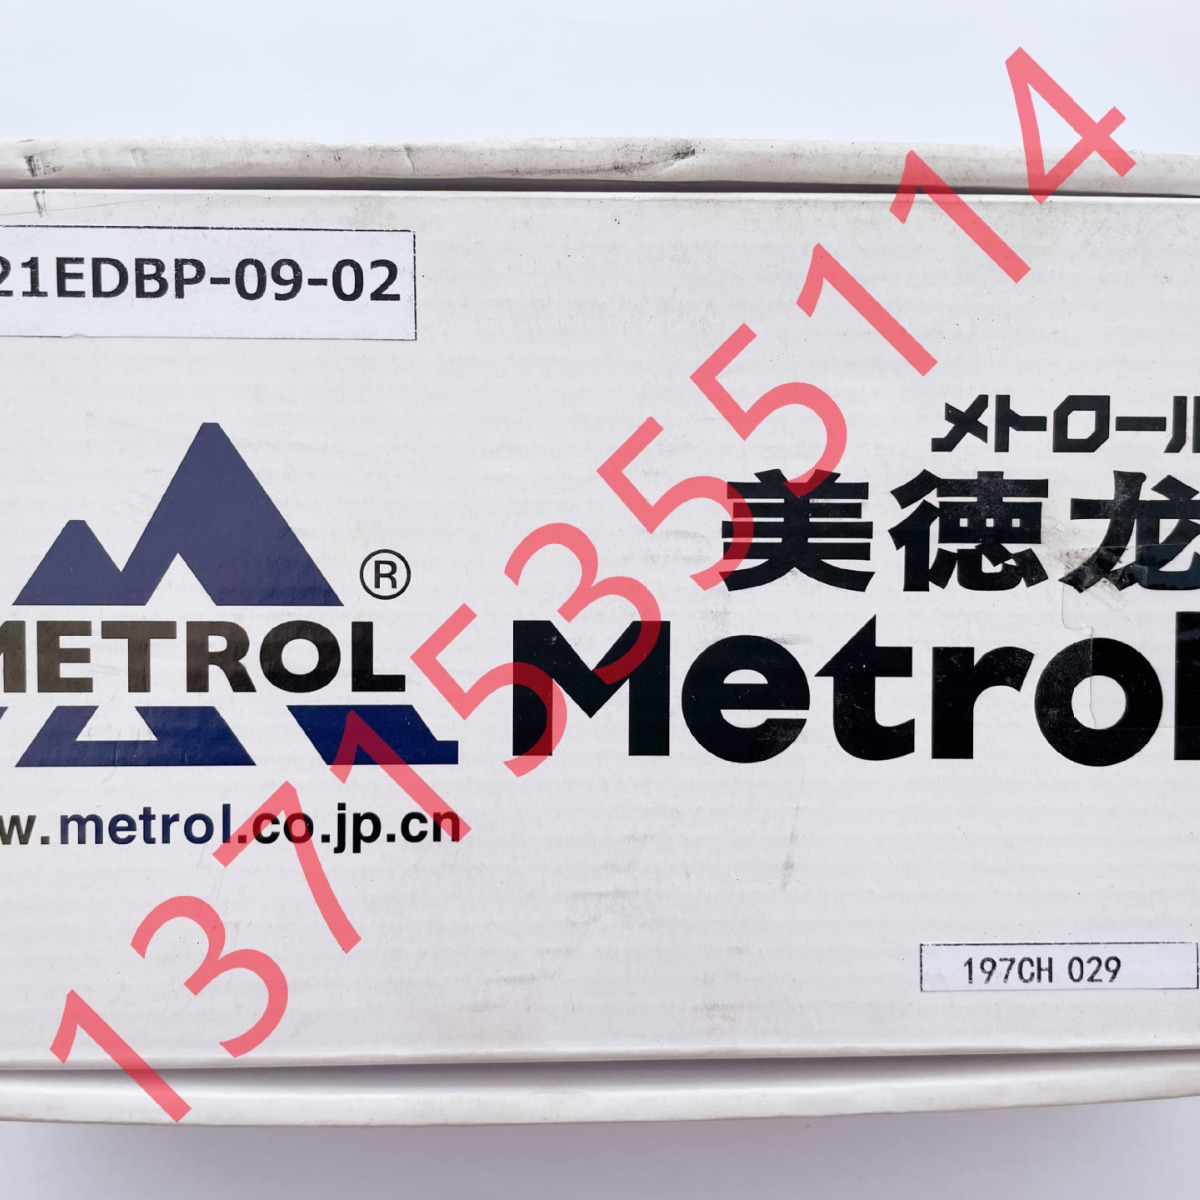 21EDBP-09-02
メトロール
美徳龙
®
METROL
Metrol
w.metrol.co.jp.cn
197CH 029
13715355114